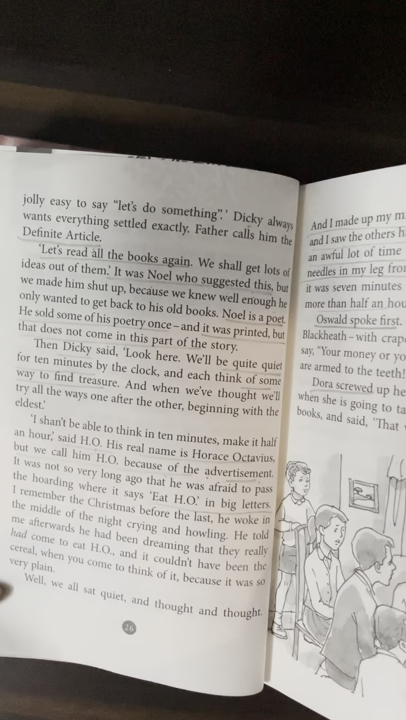 jolly easy to say “let's do something”.' Dicky always
wants everything settled exactly. Father calls him the
Definite Article.
'Let's read all the books again. We shall get lots of
ideas out of them.' It was Noel who suggested this, but
we made him shut up, because we knew well enough he
only wanted to get back to his old books. Noel is a poet.
He sold some of his poetry once – and it was printed, but
that does not come in this part of the story.
Then Dicky said, 'Look here. We'll be quite quiet
for ten minutes by the clock, and each think of some
way to find treasure. And when we've thought we'll
try all the ways one after the other, beginning with the
eldest.'
'I shan't be able to think in ten minutes, make it half
an hour,' said H.O. His real name is Horace Octavius,
but we call him H.O. because of the advertisement.
It was not so very long ago that he was afraid to pass
the hoarding where it says 'Eat H.O.' in big letters.
I remember the Christmas before the last, he woke in
the middle of the night crying and howling. He told
me afterwards he had been dreaming that they really
had come to eat H.O., and it couldn't have been the
cereal, when you come to think of it, because it was so
very plain.
Well, we all sat quiet, and thought and thought.
26
And I made up my m
and I saw the others h
an awful lot of time
needles in my leg from
it was seven minutes
more than half an hou
Oswald spoke first.
Blackheath – with crap
say, “Your money or yo
are armed to the teeth!
Dora screwed up he
when she is going to ta
books, and said, 'That